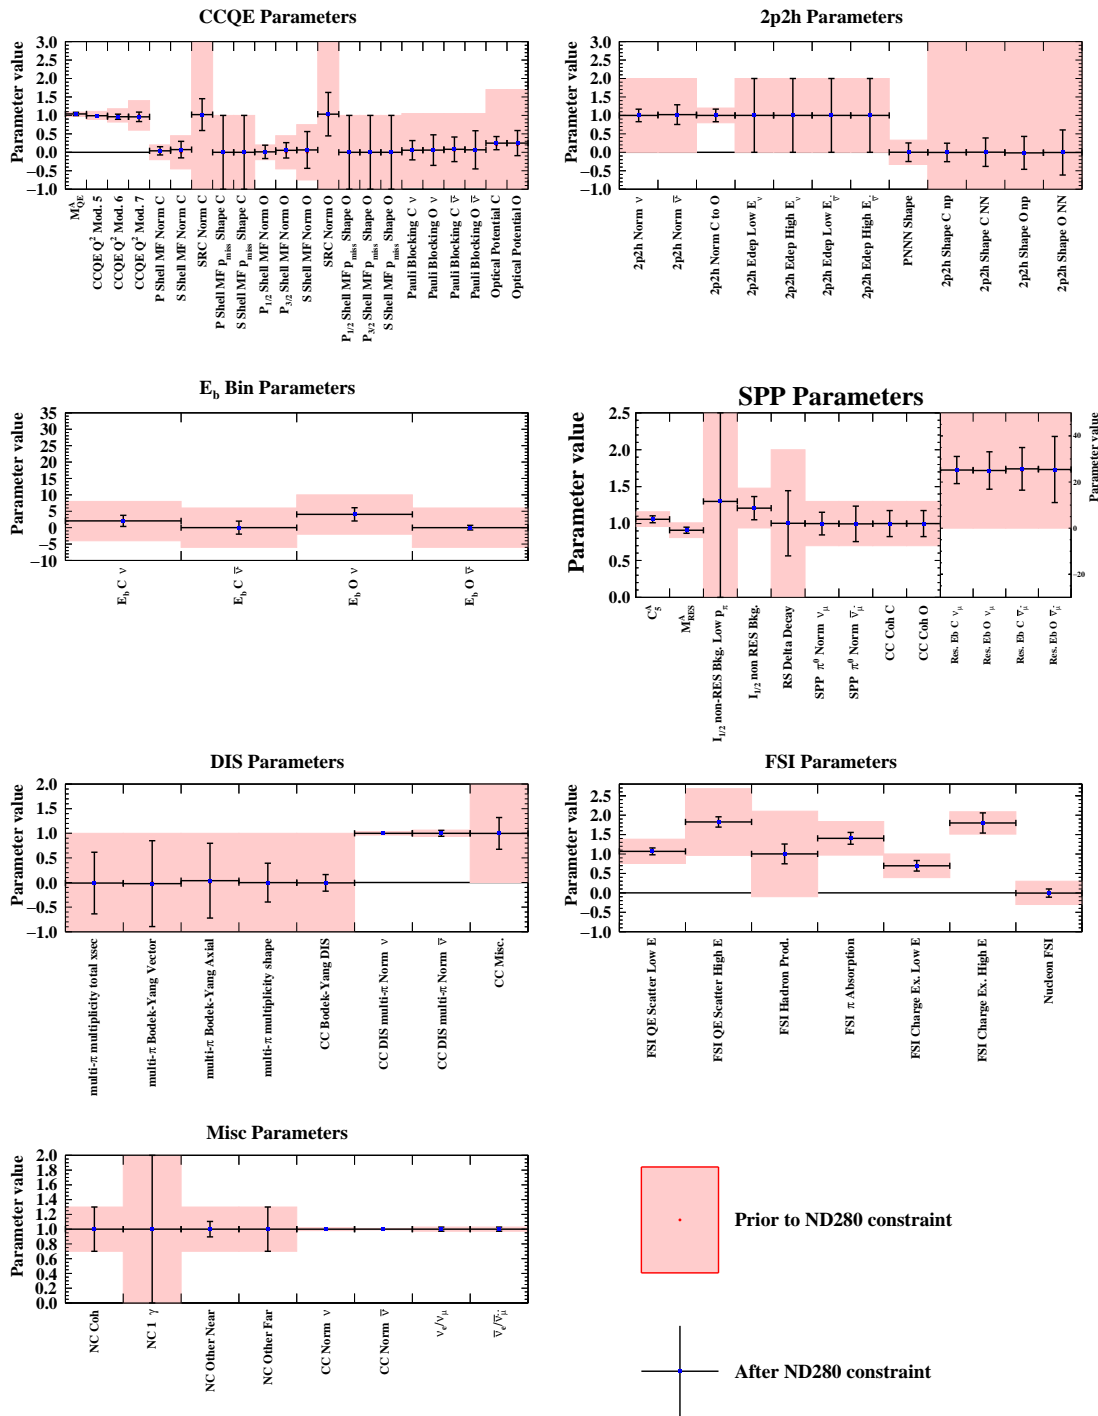 CCQE Parameters
Parameter value
3.0
2.5
2.0
1.5
1.0
0.5
0.0
−0.5
−1.0
M^A_QE
CCQE Q² Mod. 5
CCQE Q² Mod. 6
CCQE Q² Mod. 7
P Shell MF Norm C
S Shell MF Norm C
SRC Norm C
P Shell MF p_miss Shape C
S Shell MF p_miss Shape C
P_1/2 Shell MF Norm O
P_3/2 Shell MF Norm O
S Shell MF Norm O
SRC Norm O
P_1/2 Shell MF p_miss Shape O
P_3/2 Shell MF p_miss Shape O
S Shell MF p_miss Shape O
Pauli Blocking C ν
Pauli Blocking O ν
Pauli Blocking C ν̅
Pauli Blocking O ν̅
Optical Potential C
Optical Potential O
2p2h Parameters
Parameter value
3.0
2.5
2.0
1.5
1.0
0.5
0.0
−0.5
−1.0
2p2h Norm ν
2p2h Norm ν̅
2p2h Norm C to O
2p2h Edep Low E_ν
2p2h Edep High E_ν
2p2h Edep Low E_ν̅
2p2h Edep High E_ν̅
PNNN Shape
2p2h Shape C np
2p2h Shape C NN
2p2h Shape O np
2p2h Shape O NN
E_b Bin Parameters
Parameter value
35
30
25
20
15
10
5
0
−5
−10
E_b C ν
E_b C ν̅
E_b O ν
E_b O ν̅
SPP Parameters
Parameter value
2.5
2.0
1.5
1.0
0.5
0.0
40
20
0
−20
Parameter value
C^A_5
M^A_RES
I_1/2 non-RES Bkg. Low p_π
I_1/2 non RES Bkg.
RS Delta Decay
SPP π⁰ Norm ν_μ
SPP π⁰ Norm ν̅_μ
CC Coh C
CC Coh O
Res. Eb C ν_μ
Res. Eb O ν_μ
Res. Eb C ν̅_μ
Res. Eb O ν̅_μ
DIS Parameters
Parameter value
2.0
1.5
1.0
0.5
0.0
−0.5
−1.0
multi-π multiplicity total xsec
multi-π Bodek-Yang Vector
multi-π Bodek-Yang Axial
multi-π multiplicity shape
CC Bodek-Yang DIS
CC DIS multi-π Norm ν
CC DIS multi-π Norm ν̅
CC Misc.
FSI Parameters
Parameter value
2.5
2.0
1.5
1.0
0.5
0.0
−0.5
−1.0
FSI QE Scatter Low E
FSI QE Scatter High E
FSI Hadron Prod.
FSI π Absorption
FSI Charge Ex. Low E
FSI Charge Ex. High E
Nucleon FSI
Misc Parameters
Parameter value
2.0
1.8
1.6
1.4
1.2
1.0
0.8
0.6
0.4
0.2
0.0
NC Coh
NC 1 γ
NC Other Near
NC Other Far
CC Norm ν
CC Norm ν̅
ν_e/ν_μ
ν̅_e/ν̅_μ
Prior to ND280 constraint
After ND280 constraint